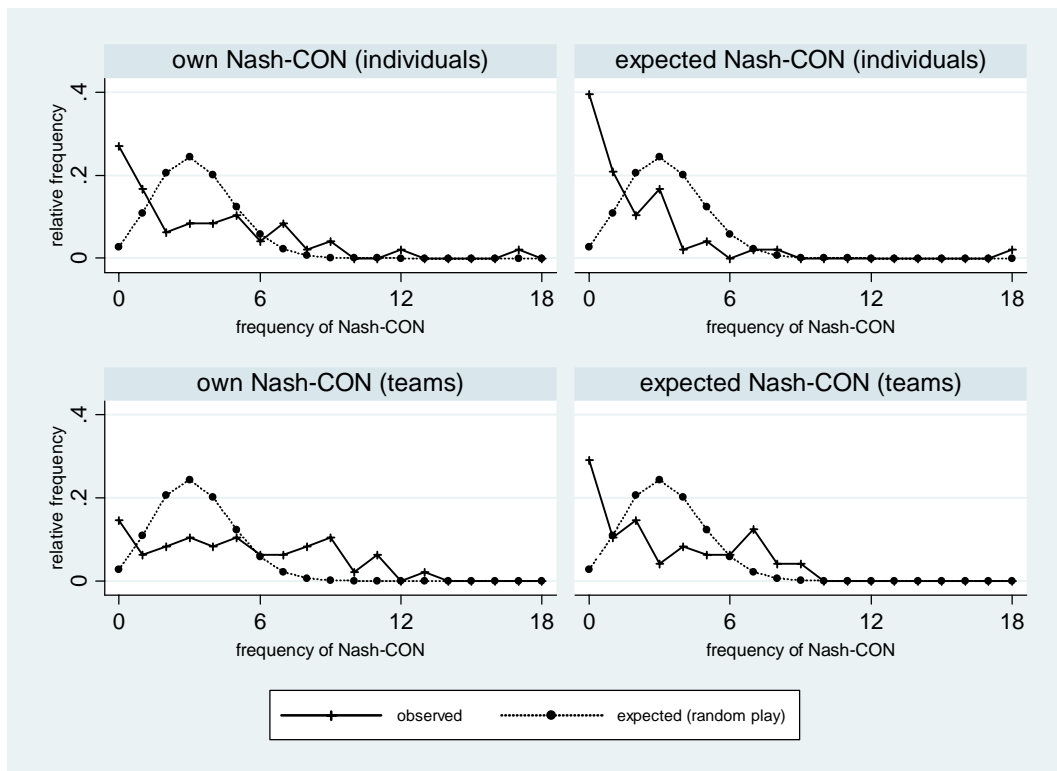 own Nash-CON (individuals)
expected Nash-CON (individuals)
relative frequency
0 .2 .4
0 6 12 18
0 6 12 18
frequency of Nash-CON
frequency of Nash-CON
own Nash-CON (teams)
expected Nash-CON (teams)
relative frequency
0 .2 .4
0 6 12 18
0 6 12 18
frequency of Nash-CON
frequency of Nash-CON
observed
expected (random play)